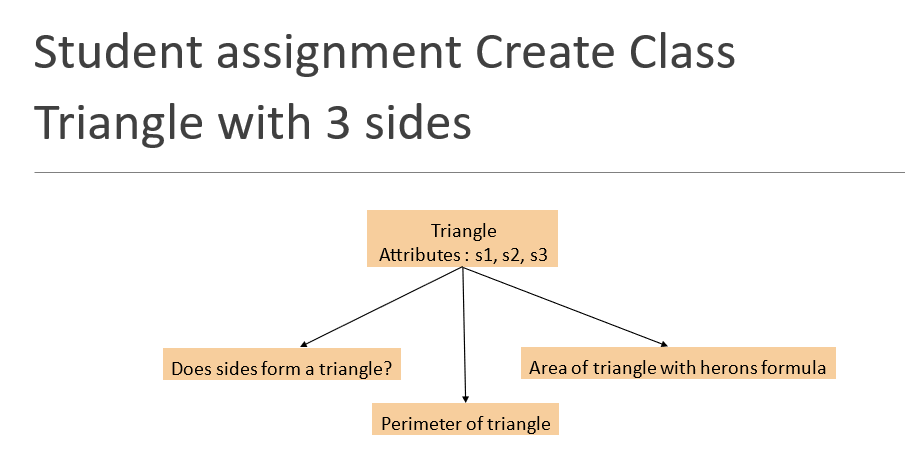 Student assignment Create Class
Triangle with 3 sides
Triangle
Attributes : s1, s2, s3
Does sides form a triangle?
Area of triangle with herons formula
Perimeter of triangle